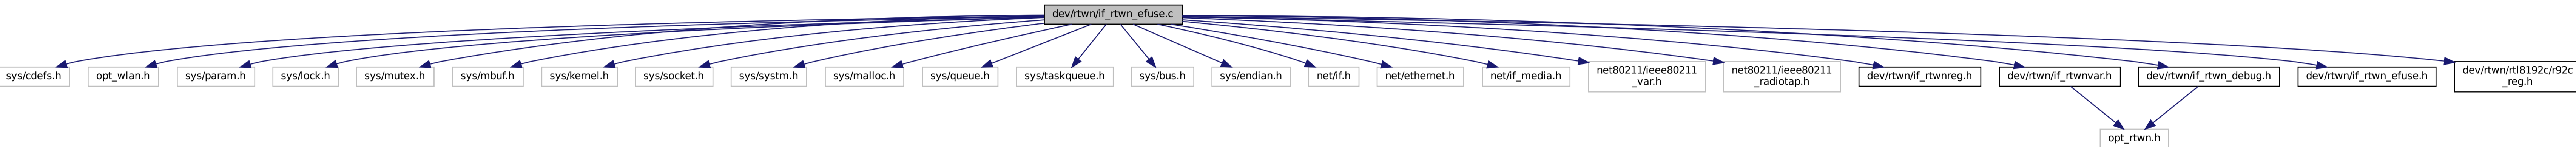 dev/rtwn/if_rtwn_efuse.c
sys/cdefs.h
opt_wlan.h
sys/param.h
sys/lock.h
sys/mutex.h
sys/mbuf.h
sys/kernel.h
sys/socket.h
sys/systm.h
sys/malloc.h
sys/queue.h
sys/taskqueue.h
sys/bus.h
sys/endian.h
net/if.h
net/ethernet.h
net/if_media.h
net80211/ieee80211
_var.h
net80211/ieee80211
_radiotap.h
dev/rtwn/if_rtwnreg.h
dev/rtwn/if_rtwnvar.h
dev/rtwn/if_rtwn_debug.h
dev/rtwn/if_rtwn_efuse.h
dev/rtwn/rtl8192c/r92c
_reg.h
opt_rtwn.h